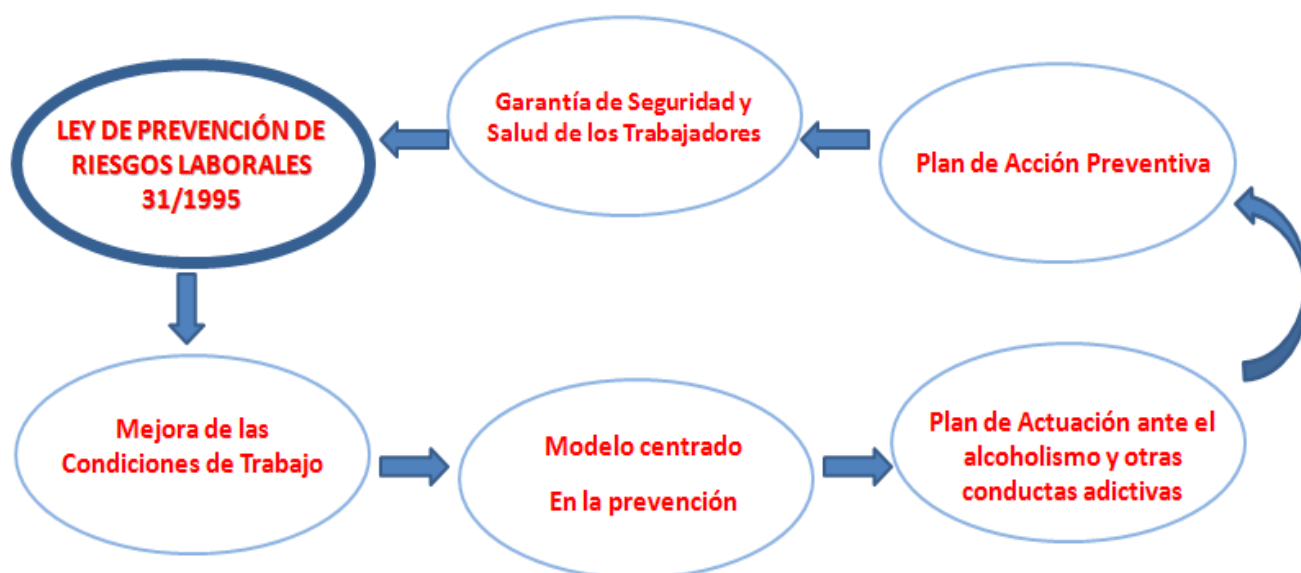 LEY DE PREVENCIÓN DE
RIESGOS LABORALES
31/1995
Garantía de Seguridad y
Salud de los Trabajadores
Plan de Acción Preventiva
Mejora de las
Condiciones de Trabajo
Modelo centrado
En la prevención
Plan de Actuación ante el
alcoholismo y otras
conductas adictivas